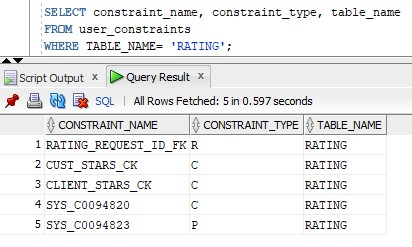 SELECT constraint_name, constraint_type, table_name
FROM user_constraints
WHERE TABLE_NAME= 'RATING';
Script Output x Query Result x
SQL | All Rows Fetched: 5 in 0.597 seconds
CONSTRAINT_NAME CONSTRAINT_TYPE TABLE_NAME
1 RATING_REQUEST_ID_FK R RATING
2 CUST_STARS_CK C RATING
3 CLIENT_STARS_CK C RATING
4 SYS_C0094820 C RATING
5 SYS_C0094823 P RATING